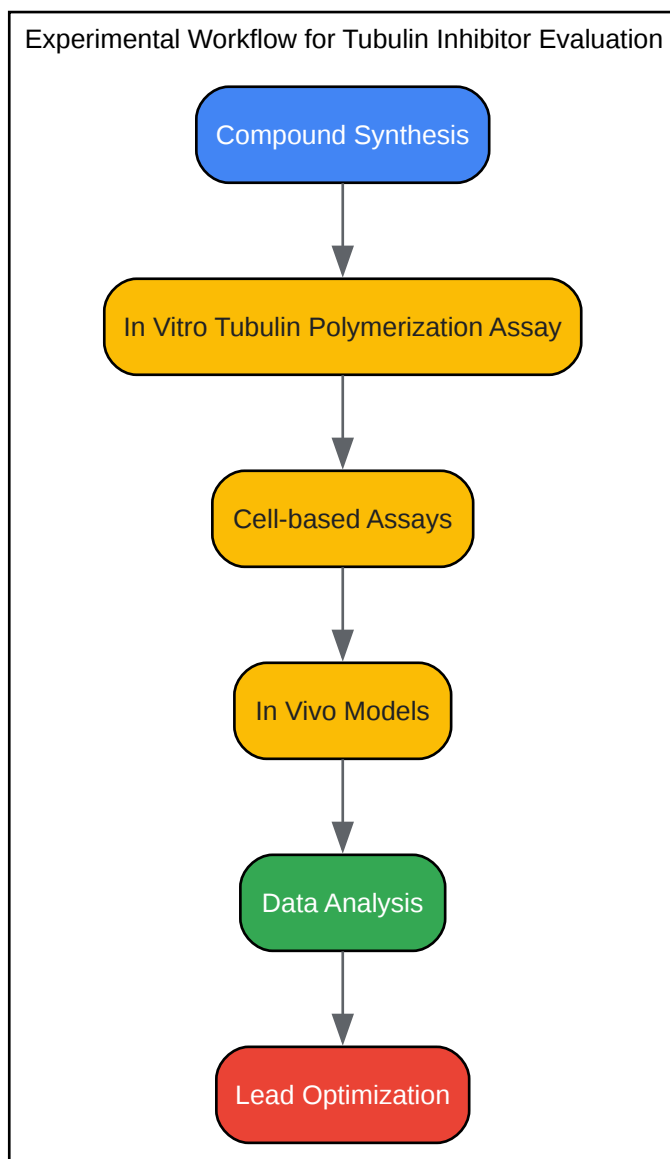 Experimental Workflow for Tubulin Inhibitor Evaluation
Compound Synthesis
In Vitro Tubulin Polymerization Assay
Cell-based Assays
In Vivo Models
Data Analysis
Lead Optimization